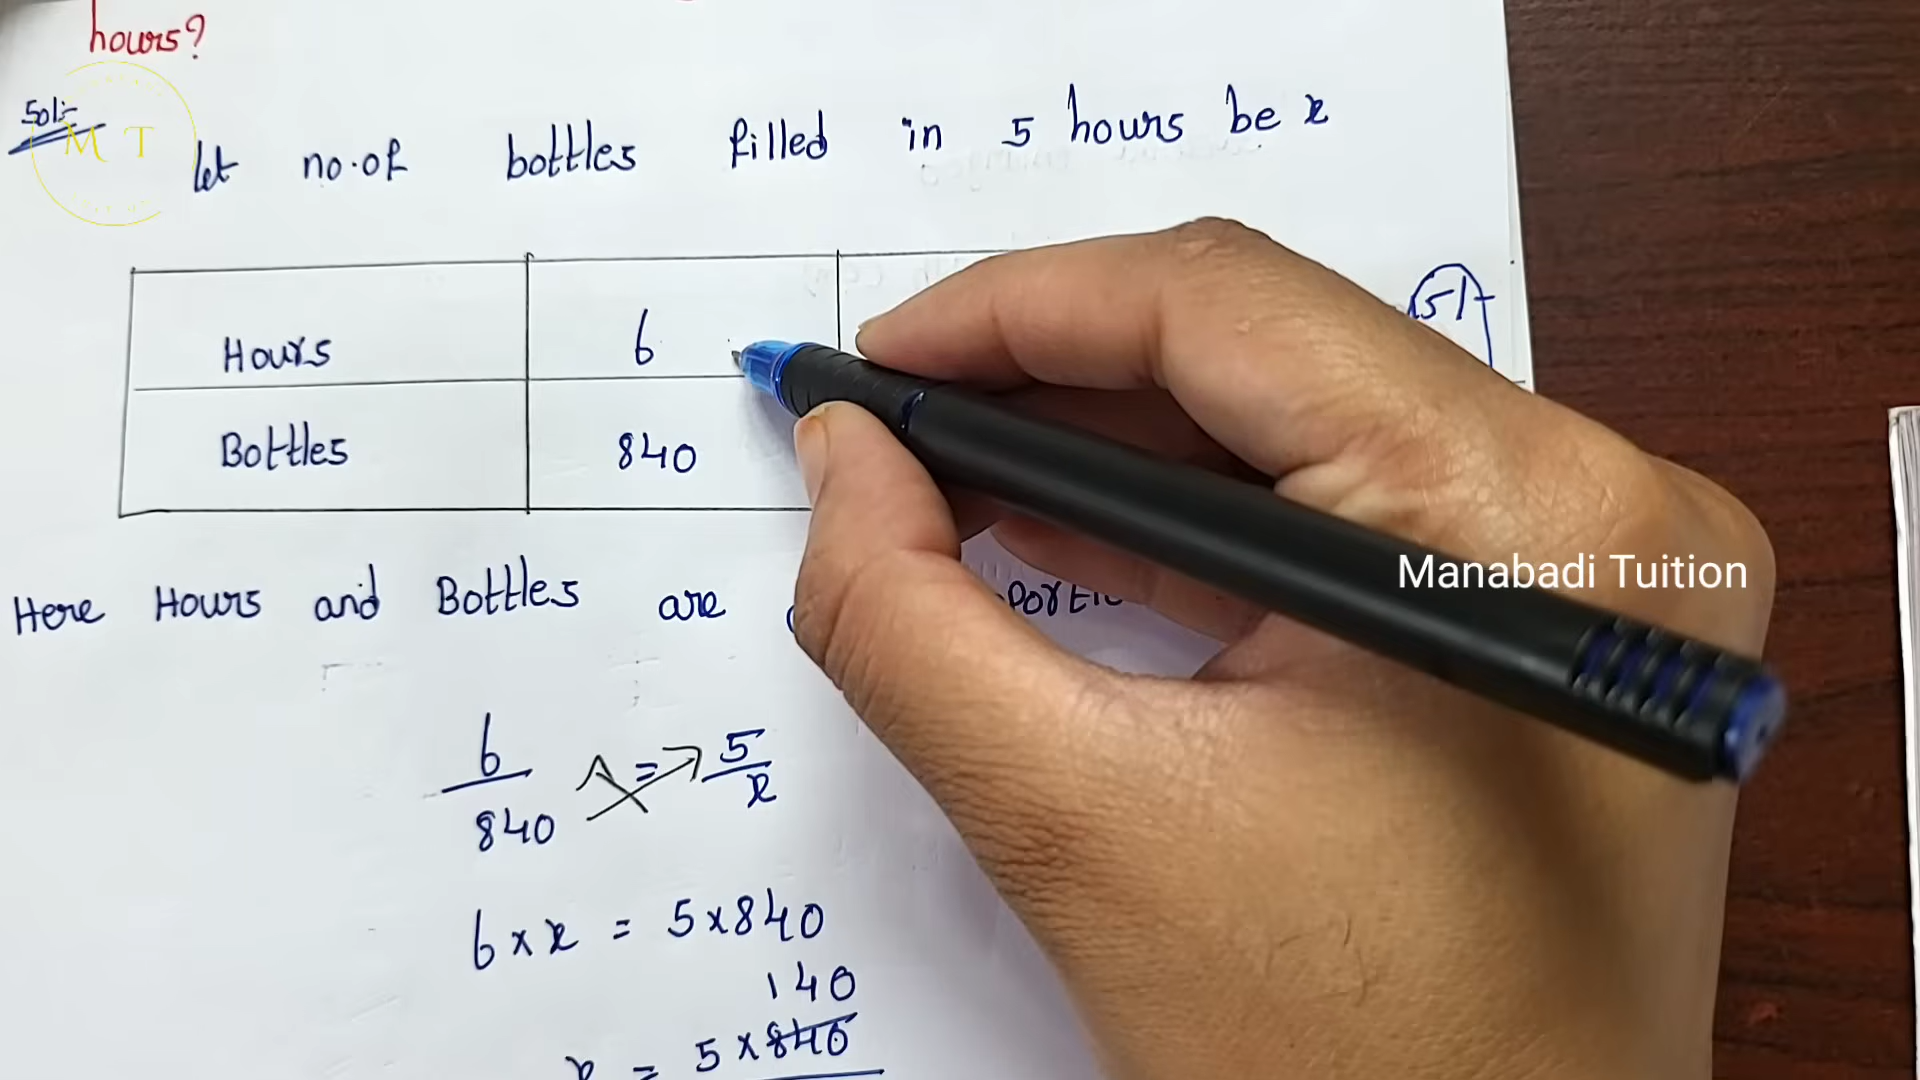 hours?
Sol:-
M T
let no.of bottles filled in 5 hours be x
Hours 6
Bottles 840
Manabadi Tuition
Here Hours and Bottles are
6/840 = 5/x
6 × x = 5×840
140
x = 5×840